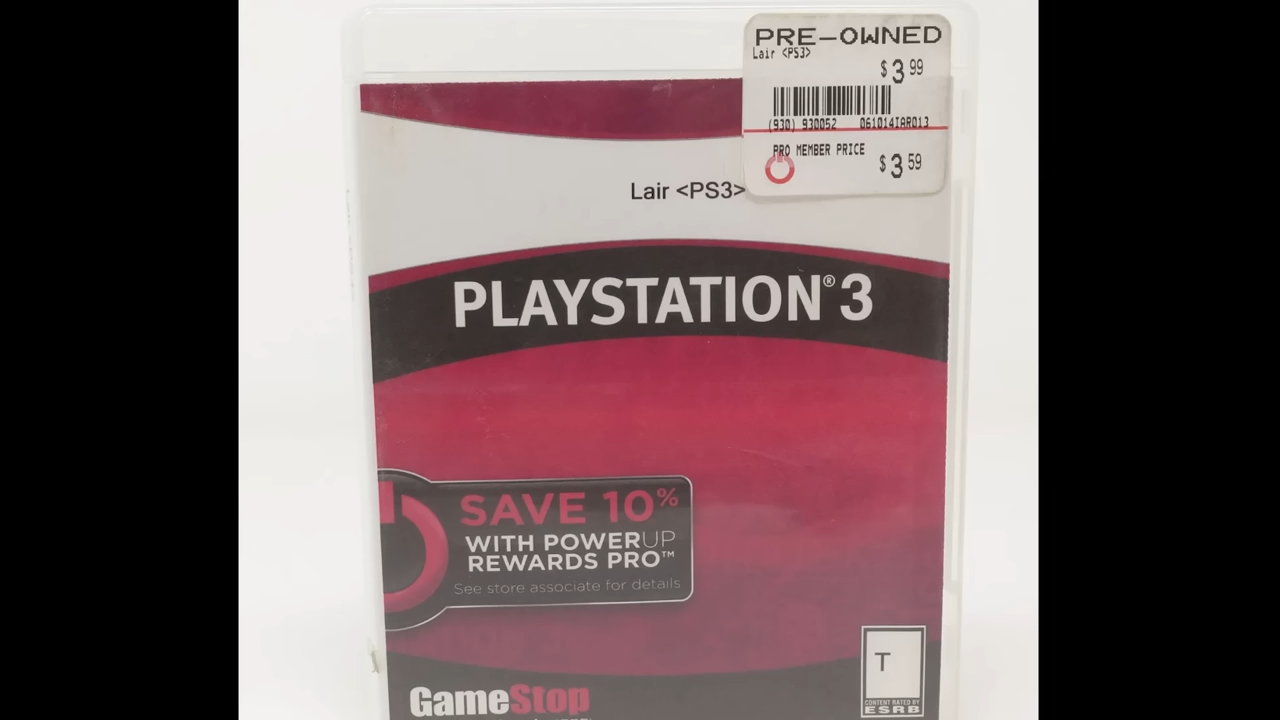 PRE-OWNED
Lair <PS3>
$3.99
(930) 930052 061014IAR013
PRO MEMBER PRICE
$3.59
Lair <PS3>
PLAYSTATION®3
SAVE 10%
WITH POWERUP
REWARDS PRO™
See store associate for details
T
CONTENT RATED BY
ESRB
GameStop